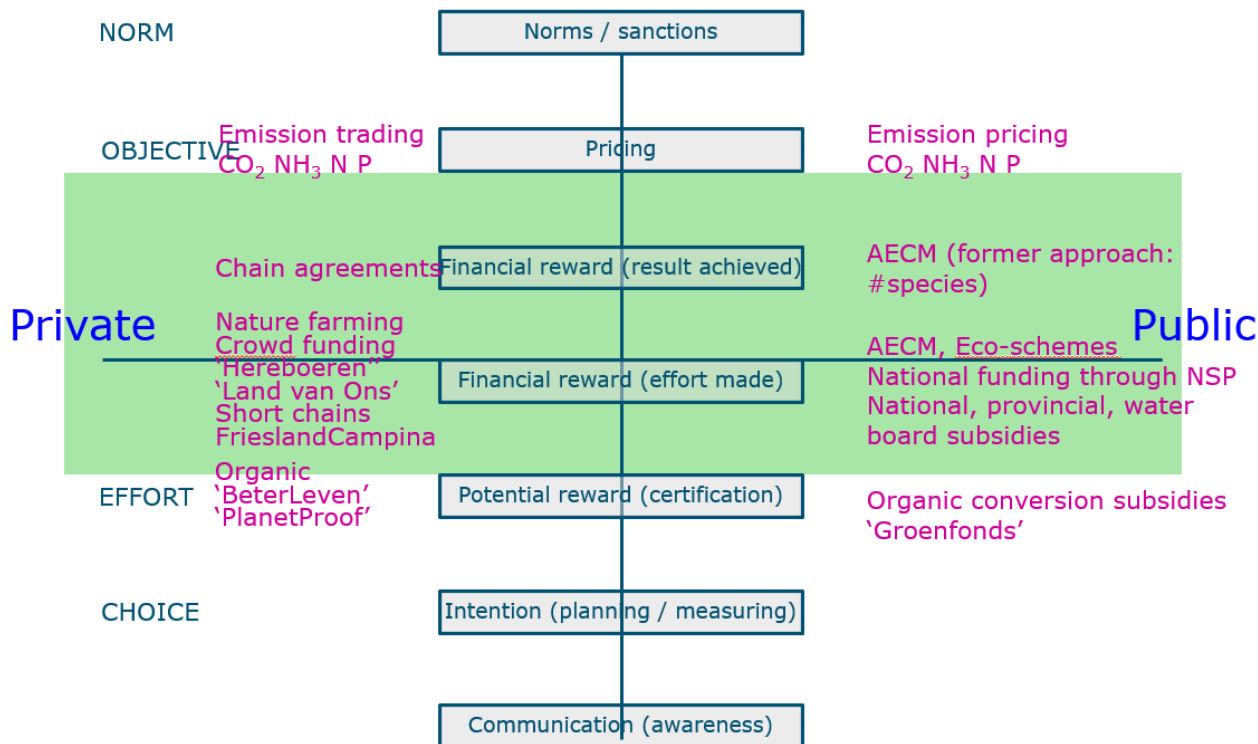 NORM
Norms / sanctions
OBJECTIVE
Emission trading
CO₂ NH₃ N P
Pricing
Emission pricing
CO₂ NH₃ N P
Chain agreements
Financial reward (result achieved)
AECM (former approach:
#species)
Private
Public
Nature farming
Crowd funding
‘Hereboeren”
‘Land van Ons’
Short chains
FrieslandCampina
Financial reward (effort made)
AECM, Eco-schemes
National funding through NSP
National, provincial, water
board subsidies
EFFORT
Organic
‘BeterLeven’
‘PlanetProof’
Potential reward (certification)
Organic conversion subsidies
‘Groenfonds’
CHOICE
Intention (planning / measuring)
Communication (awareness)